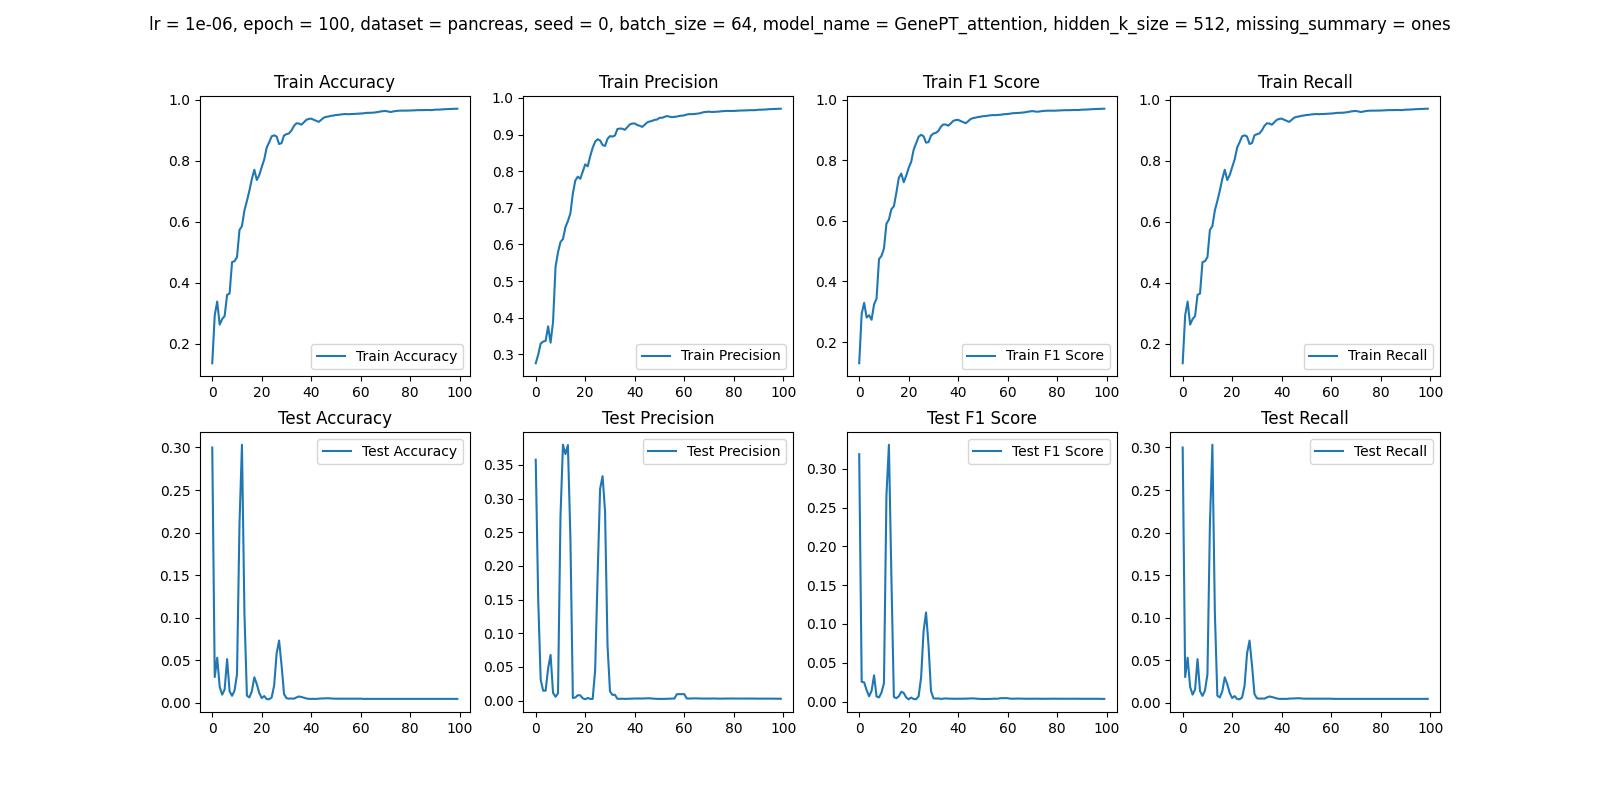 lr = 1e-06, epoch = 100, dataset = pancreas, seed = 0, batch_size = 64, model_name = GenePT_attention, hidden_k_size = 512, missing_summary = ones
Train Accuracy
1.0
0.8
0.6
0.4
0.2
Train Accuracy
0 20 40 60 80 100
Train Precision
1.0
0.9
0.8
0.7
0.6
0.5
0.4
0.3
Train Precision
0 20 40 60 80 100
Train F1 Score
1.0
0.8
0.6
0.4
0.2
Train F1 Score
0 20 40 60 80 100
Train Recall
1.0
0.8
0.6
0.4
0.2
Train Recall
0 20 40 60 80 100
Test Accuracy
Test Accuracy
0.30
0.25
0.20
0.15
0.10
0.05
0.00
0 20 40 60 80 100
Test Precision
Test Precision
0.35
0.30
0.25
0.20
0.15
0.10
0.05
0.00
0 20 40 60 80 100
Test F1 Score
Test F1 Score
0.30
0.25
0.20
0.15
0.10
0.05
0.00
0 20 40 60 80 100
Test Recall
Test Recall
0.30
0.25
0.20
0.15
0.10
0.05
0.00
0 20 40 60 80 100